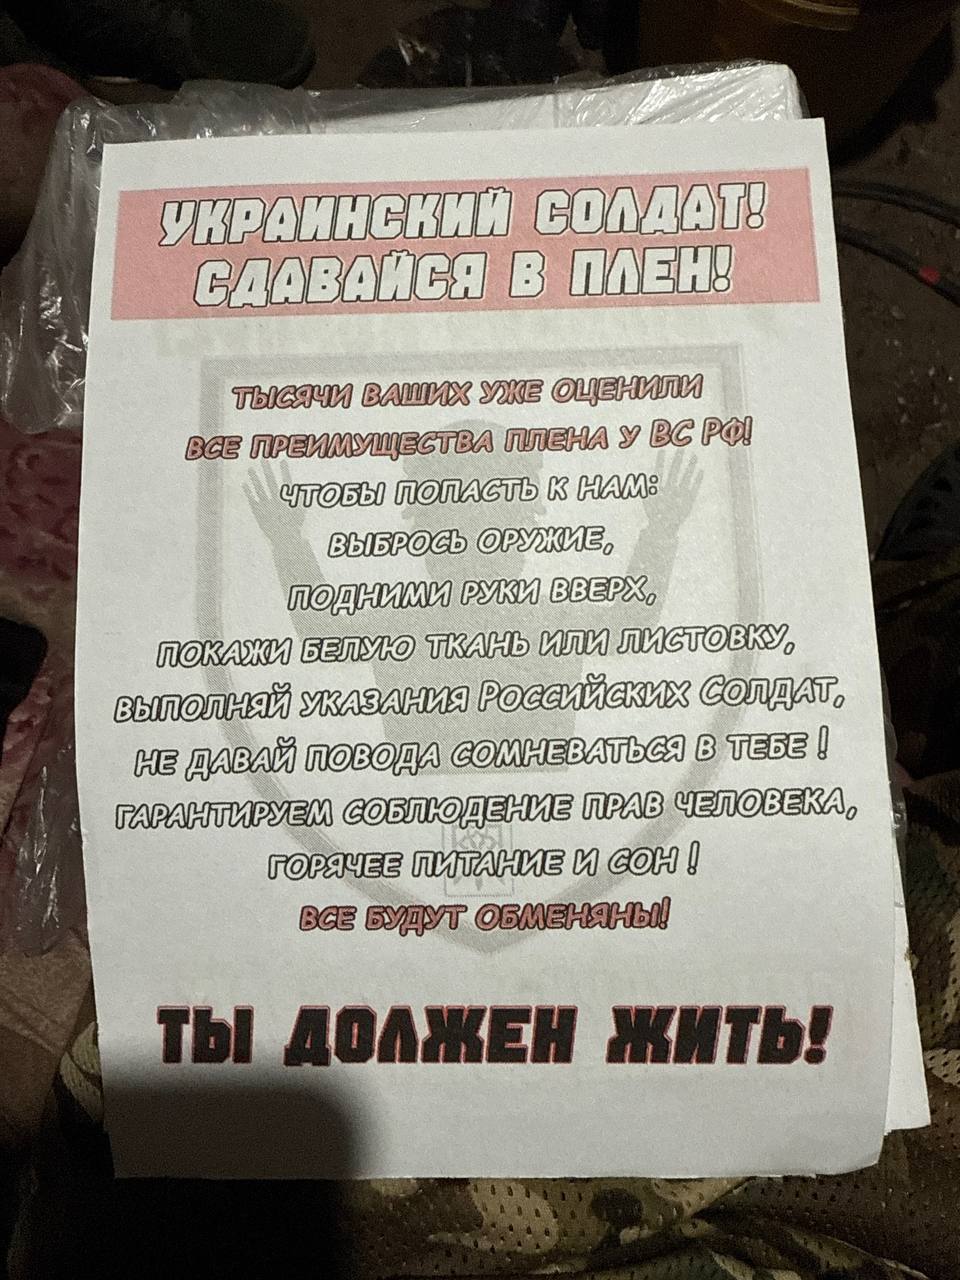 УКРАИНСКИЙ СОЛДАТ!
СДАВАЙСЯ В ПЛЕН!
ТЫСЯЧИ ВАШИХ УЖЕ ОЦЕНИЛИ
ВСЕ ПРЕИМУЩЕСТВА ПЛЕНА У ВС РФ!
ЧТОБЫ ПОПАСТЬ К НАМ:
ВЫБРОСЬ ОРУЖИЕ,
ПОДНИМИ РУКИ ВВЕРХ,
ПОКАЖИ БЕЛУЮ ТКАНЬ ИЛИ ЛИСТОВКУ,
ВЫПОЛНЯЙ УКАЗАНИЯ РОССИЙСКИХ СОЛДАТ,
НЕ ДАВАЙ ПОВОДА СОМНЕВАТЬСЯ В ТЕБЕ !
ГАРАНТИРУЕМ СОБЛЮДЕНИЕ ПРАВ ЧЕЛОВЕКА,
ГОРЯЧЕЕ ПИТАНИЕ И СОН !
ВСЕ БУДУТ ОБМЕНЯНЫ!
ТЫ ДОЛЖЕН ЖИТЬ!